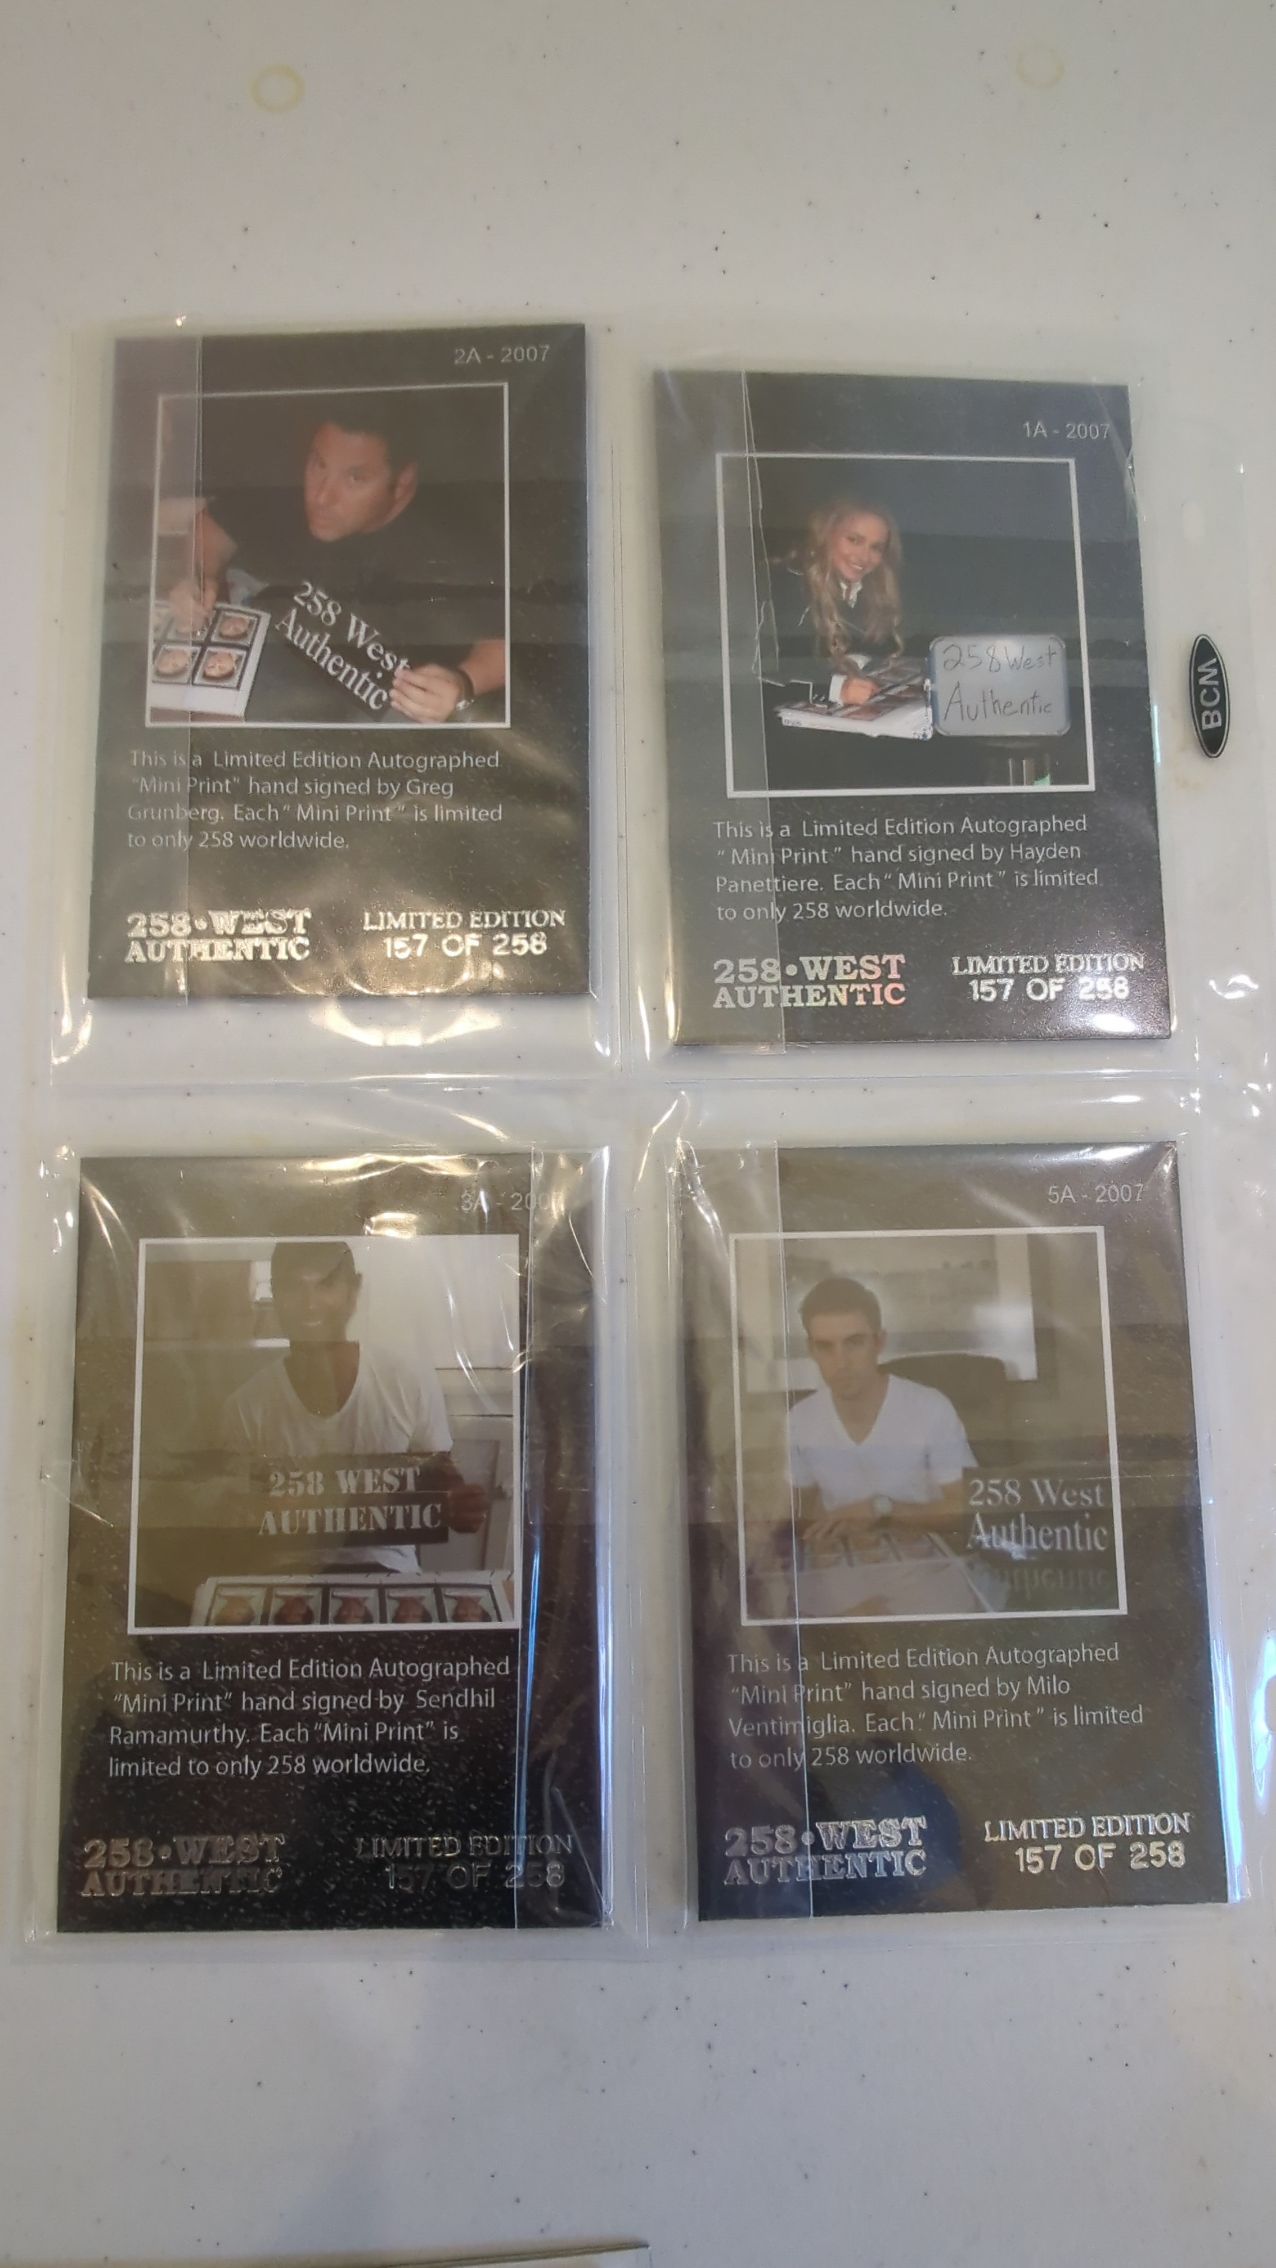 2A - 2007
258 West
Authentic
This is a Limited Edition Autographed
"Mini Print" hand signed by Greg
Grunberg. Each " Mini Print " is limited
to only 258 worldwide.
258•WEST
AUTHENTIC
LIMITED EDITION
157 OF 258
1A - 2007
258 West
Authentic
This is a Limited Edition Autographed
" Mini Print " hand signed by Hayden
Panettiere. Each " Mini Print " is limited
to only 258 worldwide.
258•WEST
AUTHENTIC
LIMITED EDITION
157 OF 258
BCW
3A - 2007
258 WEST
AUTHENTIC
This is a Limited Edition Autographed
"Mini Print" hand signed by Sendhil
Ramamurthy. Each "Mini Print" is
limited to only 258 worldwide.
258•WEST
AUTHENTIC
LIMITED EDITION
157 OF 258
5A - 2007
258 West
Authentic
This is a Limited Edition Autographed
"Mini Print" hand signed by Milo
Ventimiglia. Each " Mini Print " is limited
to only 258 worldwide.
258•WEST
AUTHENTIC
LIMITED EDITION
157 OF 258